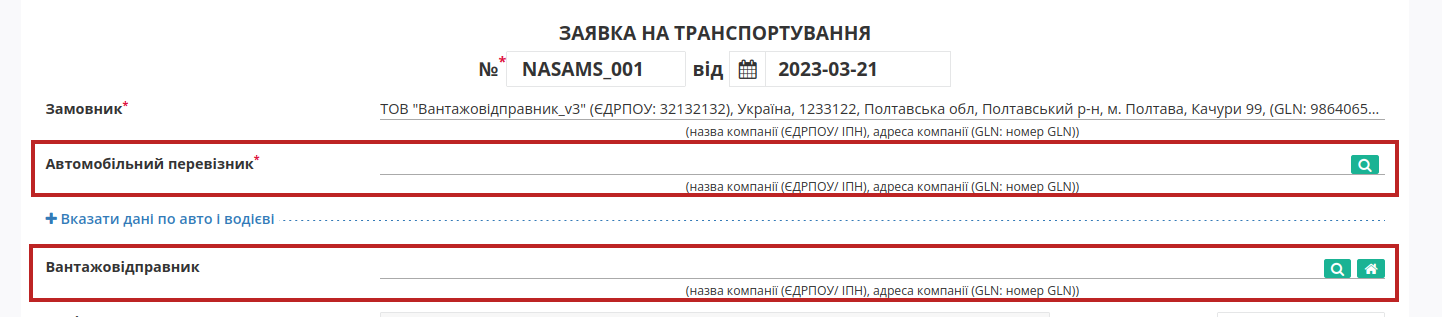 ЗАЯВКА НА ТРАНСПОРТУВАННЯ
№* NASAMS_001 від 2023-03-21
Замовник* ТОВ "Вантажовідправник_v3" (ЄДРПОУ: 32132132), Україна, 1233122, Полтавська обл, Полтавський р-н, м. Полтава, Качури 99, (GLN: 9864065...
(назва компанії (ЄДРПОУ/ ІПН), адреса компанії (GLN: номер GLN))
Автомобільний перевізник*
(назва компанії (ЄДРПОУ/ ІПН), адреса компанії (GLN: номер GLN))
Вказати дані по авто і водієві
Вантажовідправник
(назва компанії (ЄДРПОУ/ ІПН), адреса компанії (GLN: номер GLN))